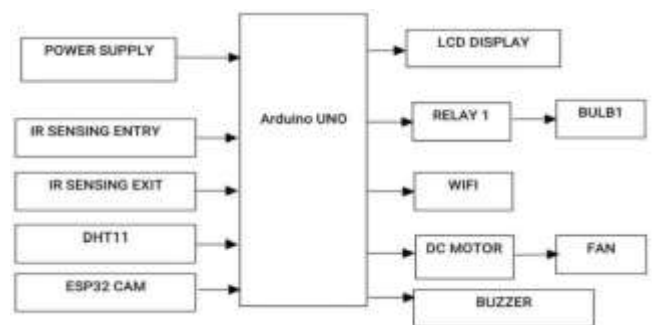 POWER SUPPLY
IR SENSING ENTRY
IR SENSING EXIT
DHT11
ESP32 CAM
Arduino UNO
LCD DISPLAY
RELAY 1
BULB1
WIFI
DC MOTOR
FAN
BUZZER